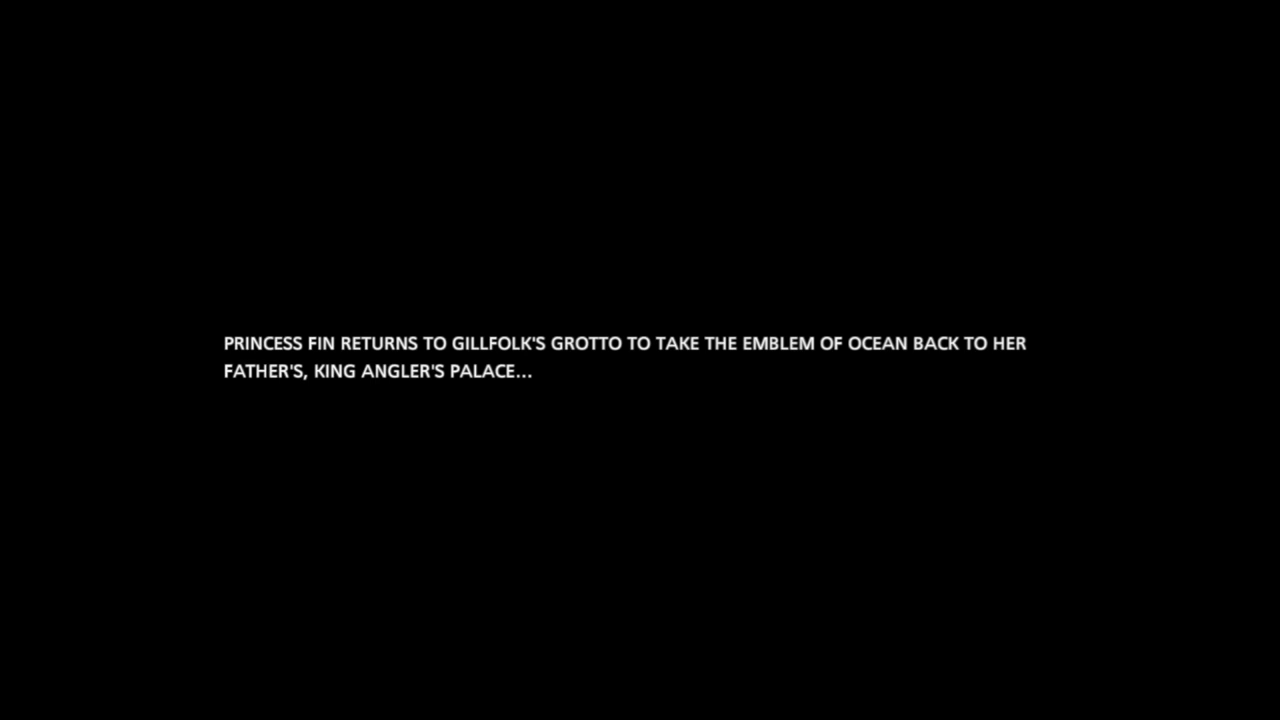 PRINCESS FIN RETURNS TO GILLFOLK'S GROTTO TO TAKE THE EMBLEM OF OCEAN BACK TO HER
FATHER'S, KING ANGLER'S PALACE...